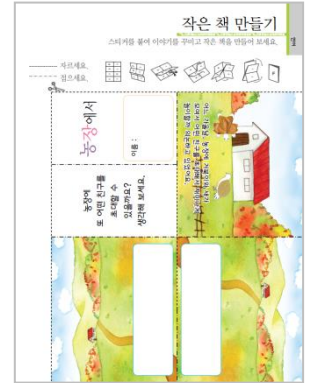 작은 책 만들기
스티커를 붙여 이야기를 꾸미고 작은 책을 만들어 보세요.
자르세요.
접으세요.
농장에서
이름 :
농장에
또 어떤 친구를
초대할 수
있을까요?
생각해 보세요.